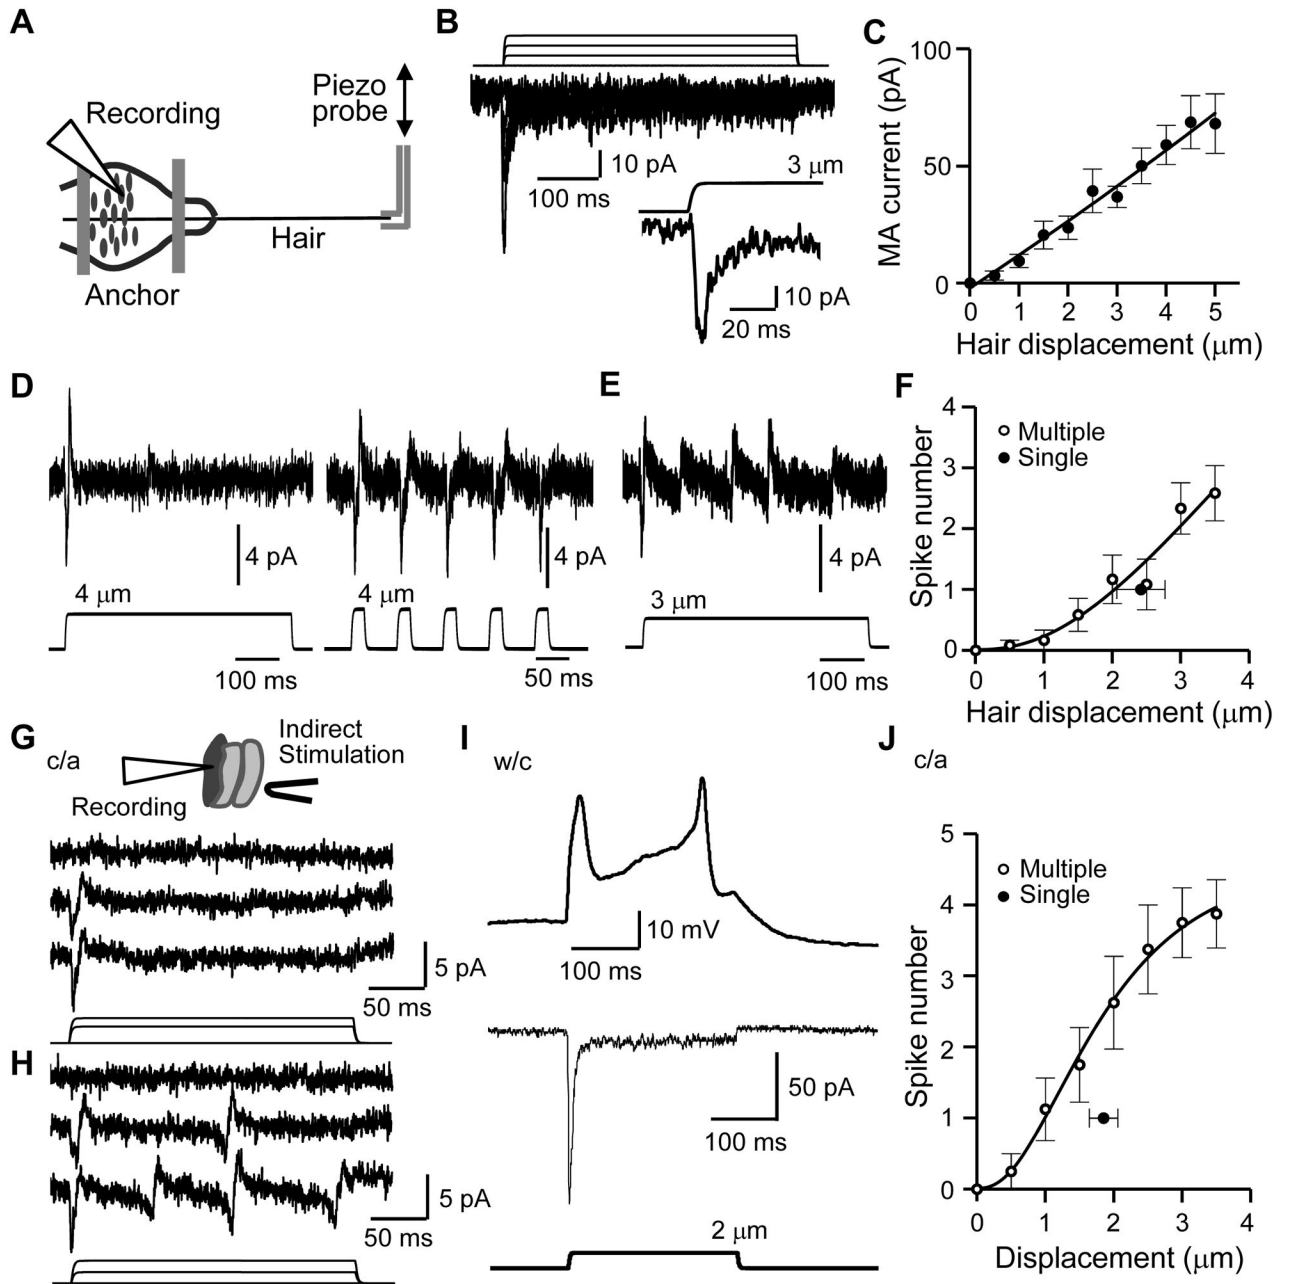 A
Recording
Piezo
probe
Hair
Anchor
B
10 pA
100 ms
3 μm
10 pA
20 ms
C
MA current (pA)
100
50
0
0 1 2 3 4 5
Hair displacement (μm)
D
4 pA
4 μm
100 ms
4 pA
4 μm
50 ms
E
4 pA
3 μm
100 ms
F
Spike number
4
3
2
1
0
Multiple
Single
0 1 2 3 4
Hair displacement (μm)
G
c/a
Indirect
Stimulation
Recording
5 pA
50 ms
H
5 pA
50 ms
I
w/c
10 mV
100 ms
50 pA
100 ms
2 μm
J
c/a
Spike number
5
4
3
2
1
0
Multiple
Single
0 1 2 3 4
Displacement (μm)